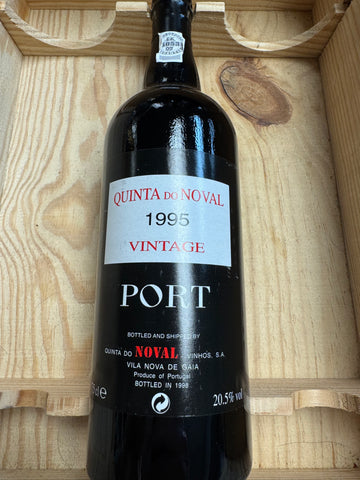 QUINTA DO NOVAL
1995
VINTAGE
PORT
BOTTLED AND SHIPPED BY
QUINTA DO NOVAL VINHOS, S.A.
VILA NOVA DE GAIA
Produce of Portugal
BOTTLED IN 1998
cl e
20.5% vol